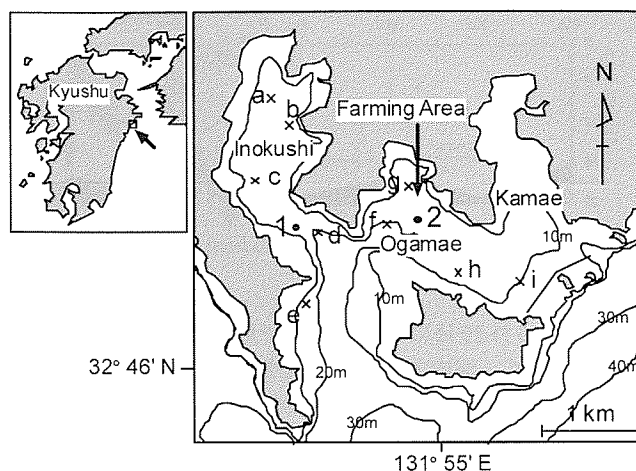 Kyushu
N
a
b
Farming Area
Inokushi
g
Kamae
c
1
d
f
2
Ogamae
10m
h
i
e
10m
30m
20m
40m
32° 46' N
30m
1 km
131° 55' E